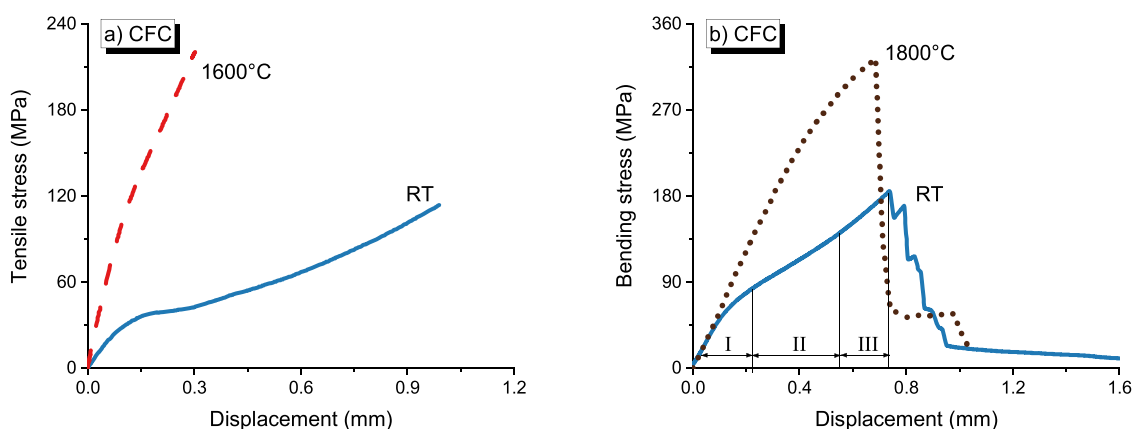 a) CFC
Tensile stress (MPa)
240
180
120
60
0
0.0
0.3
0.6
0.9
1.2
Displacement (mm)
1600°C
RT
b) CFC
Bending stress (MPa)
360
270
180
90
0
0.0
0.4
0.8
1.2
1.6
Displacement (mm)
1800°C
RT
I
II
III